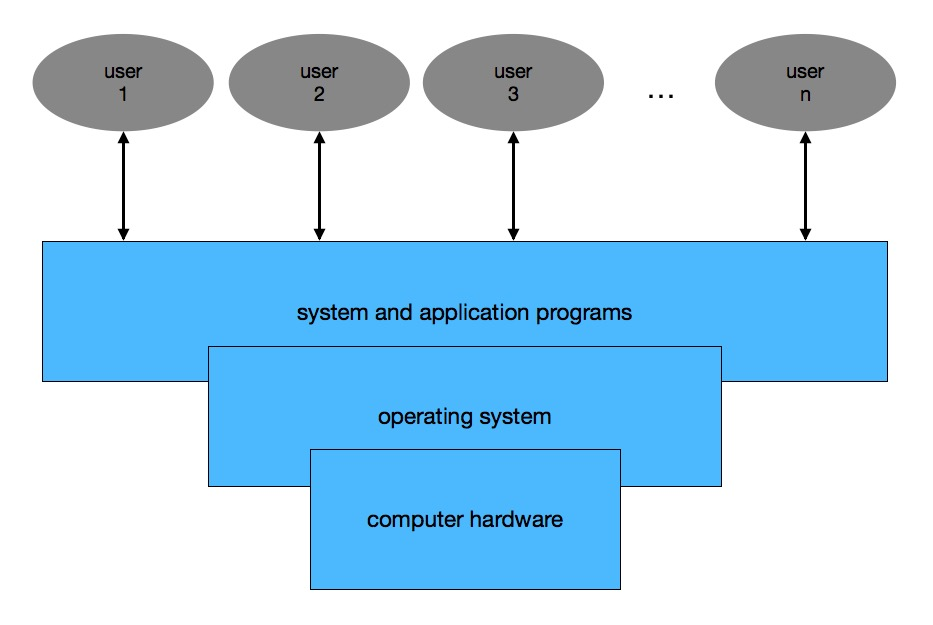 user
1
user
2
user
3
...
user
n
system and application programs
operating system
computer hardware